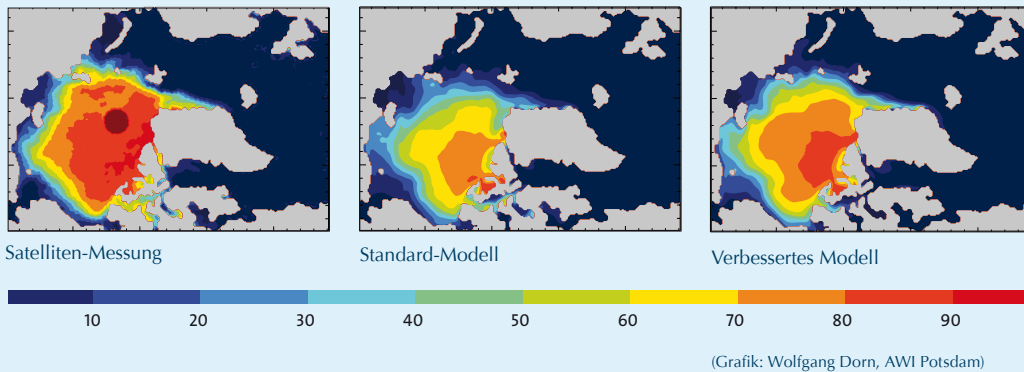 Satelliten-Messung
Standard-Modell
Verbessertes Modell
10 20 30 40 50 60 70 80 90
(Grafik: Wolfgang Dorn, AWI Potsdam)